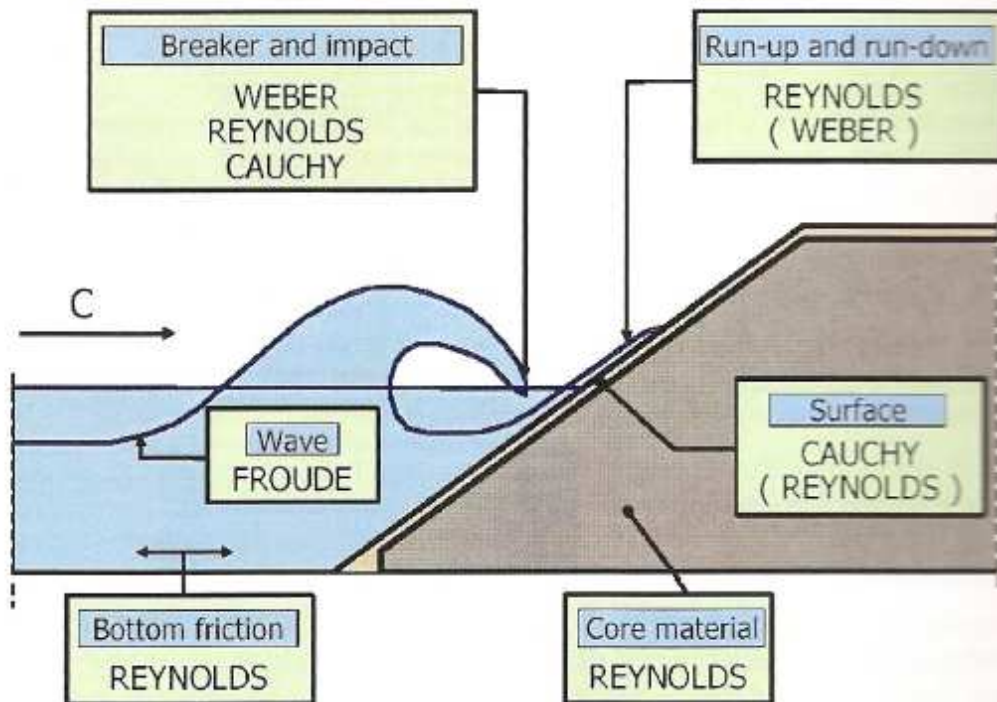 Breaker and impact
WEBER
REYNOLDS
CAUCHY
Run-up and run-down
REYNOLDS
( WEBER )
C
Wave
FROUDE
Surface
CAUCHY
( REYNOLDS )
Bottom friction
REYNOLDS
Core material
REYNOLDS